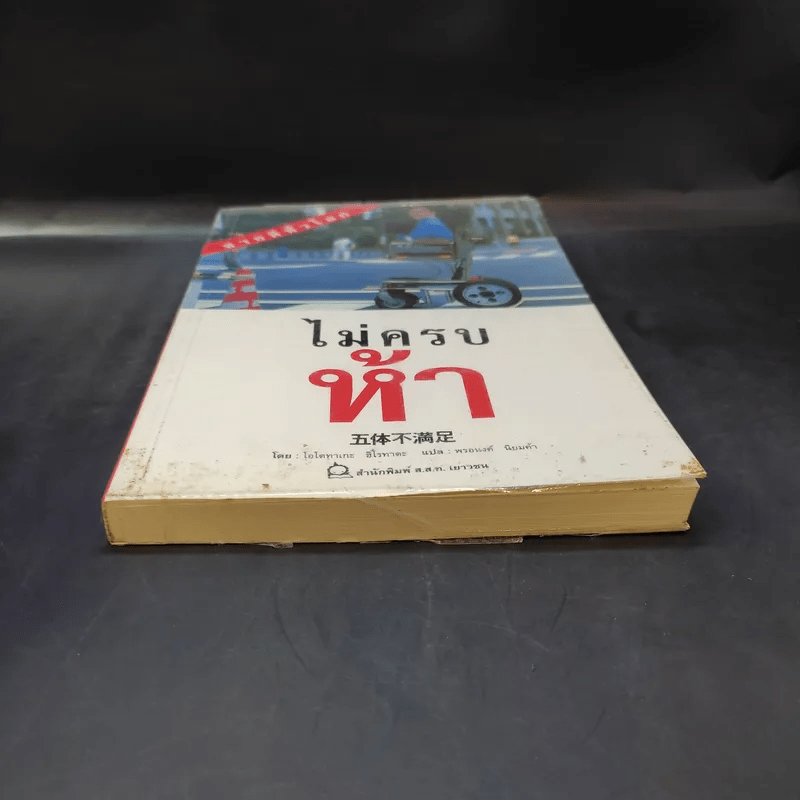 ไม่ครบ
ห้า
五体不満足
โดย : โอโตทาเกะ ฮิโรทาดะ แปล : พรอนงค์ นิยมค้า
สำนักพิมพ์ ส.ส.ท. เยาวชน